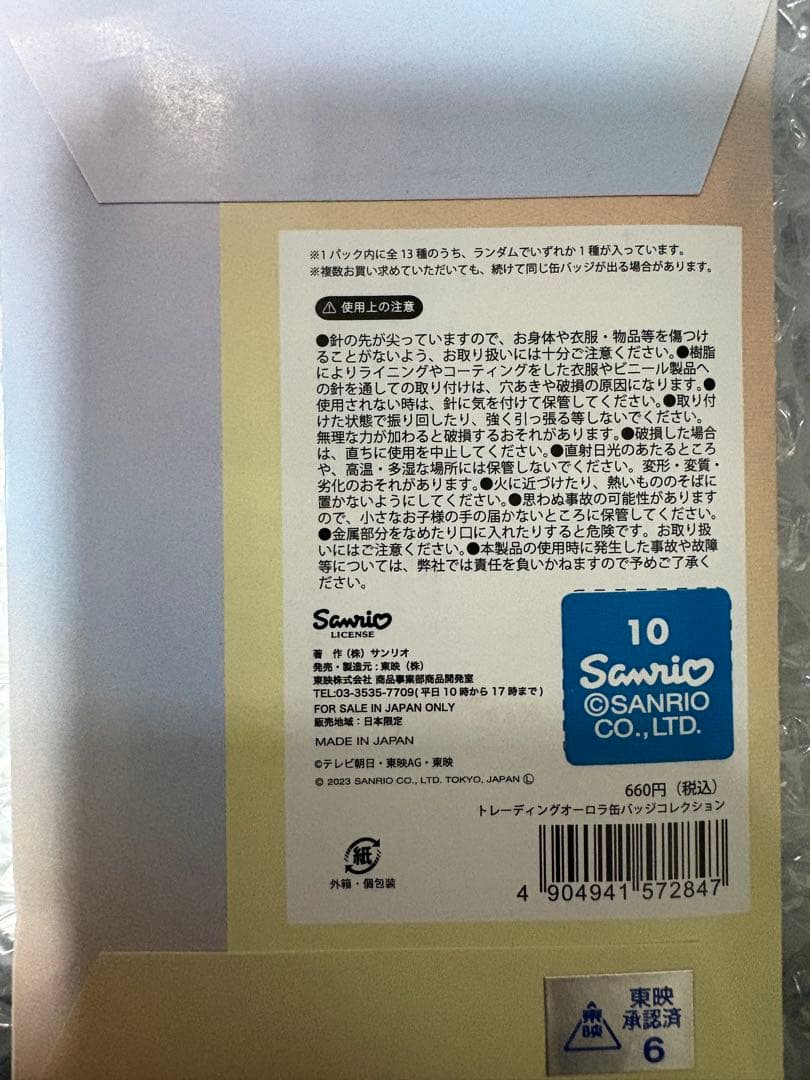 ※1パック内に全13種のうち、ランダムでいずれか1種が入っています。
※複数お買い求めていただいても、続けて同じ缶バッジが出る場合があります。
⚠ 使用上の注意
●針の先が尖っていますので、お身体や衣服・物品等を傷つけ
ることがないよう、お取り扱いには十分ご注意ください。●樹脂
によりライニングやコーティングをした衣服やビニール製品へ
の針を通しての取り付けは、穴あきや破損の原因になります。●
使用されない時は、針に気を付けて保管してください。●取り付
けた状態で振り回したり、強く引っ張る等しないでください。
無理な力が加わると破損するおそれがあります。●破損した場合
は、直ちに使用を中止してください。●直射日光のあたるところ
や、高温・多湿な場所には保管しないでください。変形・変質・
劣化のおそれがあります。●火に近づけたり、熱いもののそばに
置かないようにしてください。●思わぬ事故の可能性があります
ので、小さなお子様の手の届かないところに保管してください。
●金属部分をなめたり口に入れたりすると危険です。お取り扱
いにはご注意ください。●本製品の使用時に発生した事故や故障
等については、弊社では責任を負いかねますので予めご了承く
ださい。
Sanrio
LICENSE
著 作(株)サンリオ
発売・製造元:東映(株)
東映株式会社 商品事業部商品開発室
TEL:03-3535-7709(平日10時から17時まで)
FOR SALE IN JAPAN ONLY
販売地域:日本限定
MADE IN JAPAN
©テレビ朝日・東映AG・東映
© 2023 SANRIO CO., LTD. TOKYO, JAPAN Ⓛ
10
Sanrio
©SANRIO
CO.,LTD.
660円(税込)
トレーディングオーロラ缶バッジコレクション
紙
外箱・個包装
4 904941 572847
東映
東映
承認済
6